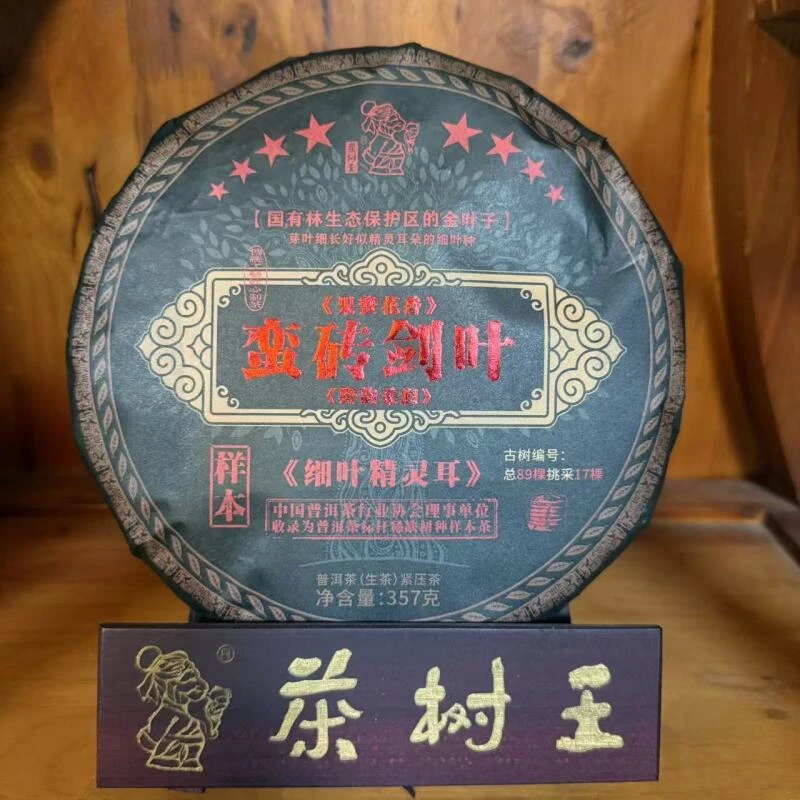 茶树王
【国有林生态保护区的金叶子】
芽叶细长好似精灵耳朵的细叶种
蛮砖剑叶
样本
《细叶精灵耳》
古树编号：
总89棵挑采17棵
中国普洱茶行业协会理事单位
收录为普洱茶标杆稀缺树种样本茶
普洱茶（生茶）紧压茶
净含量：357克
®
茶树王